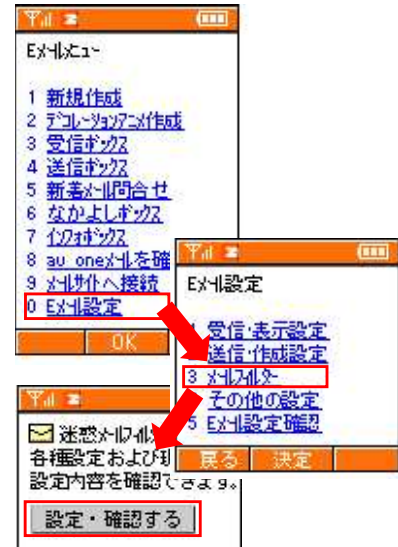 Eﾒｰﾙﾒﾆｭｰ
1 新規作成
2 ﾃﾞｺﾚｰｼｮﾝｱﾆﾒ作成
3 受信ﾎﾞｯｸｽ
4 送信ﾎﾞｯｸｽ
5 新着ﾒｰﾙ問合せ
6 なかよしﾎﾞｯｸｽ
7 ｲﾝﾌｫﾎﾞｯｸｽ
8 au oneﾒｰﾙを確
9 ﾒｰﾙｻｲﾄへ接続
0 Eﾒｰﾙ設定
OK
Eﾒｰﾙ設定
受信・表示設定
送信・作成設定
3 ﾒｰﾙﾌｨﾙﾀｰ
その他の設定
5 Eﾒｰﾙ設定確認
戻る 決定
迷惑ﾒｰﾙﾌｨﾙ
各種設定および
設定内容を確認できます。
設定・確認する